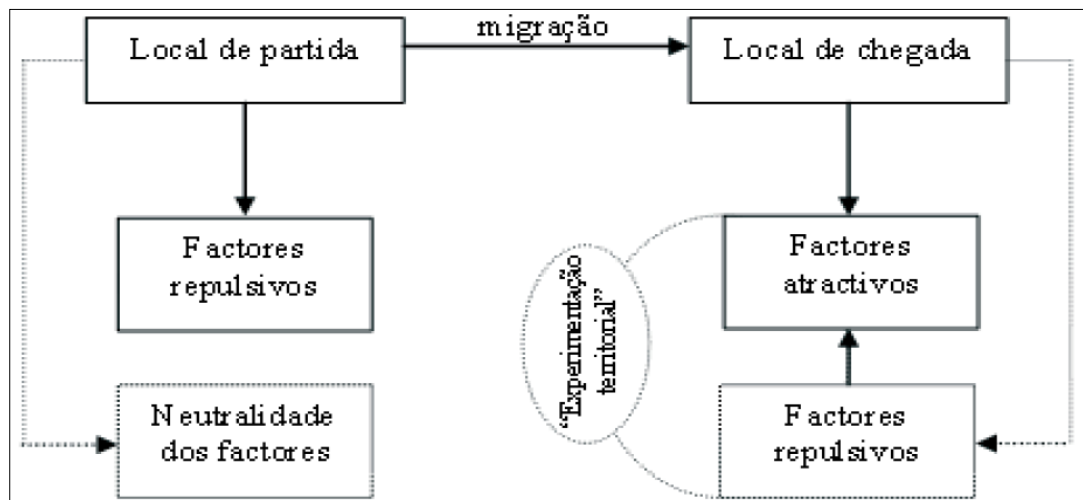 migração
Local de partida
Local de chegada
Factores
repulsivos
"Experimentação
territorial"
Factores
atractivos
Neutralidade
dos factores
Factores
repulsivos